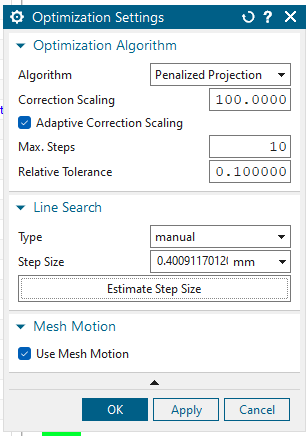 Optimization Settings
Optimization Algorithm
Algorithm Penalized Projection
Correction Scaling 100.0000
Adaptive Correction Scaling
Max. Steps 10
Relative Tolerance 0.100000
Line Search
Type manual
Step Size 0.4009117012 mm
Estimate Step Size
Mesh Motion
Use Mesh Motion
OK Apply Cancel